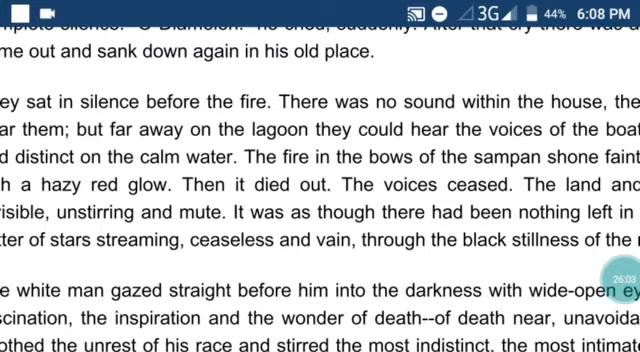 3G 44% 6:08 PM
silence. he cried, suddenly. After that cry there was
me out and sank down again in his old place.
ey sat in silence before the fire. There was no sound within the house, the
ar them; but far away on the lagoon they could hear the voices of the boat
d distinct on the calm water. The fire in the bows of the sampan shone faint
h a hazy red glow. Then it died out. The voices ceased. The land and
isible, unstirring and mute. It was as though there had been nothing left in
tter of stars streaming, ceaseless and vain, through the black stillness of the
26:03
e white man gazed straight before him into the darkness with wide-open ey
scination, the inspiration and the wonder of death--of death near, unavoida
othed the unrest of his race and stirred the most indistinct, the most intimat